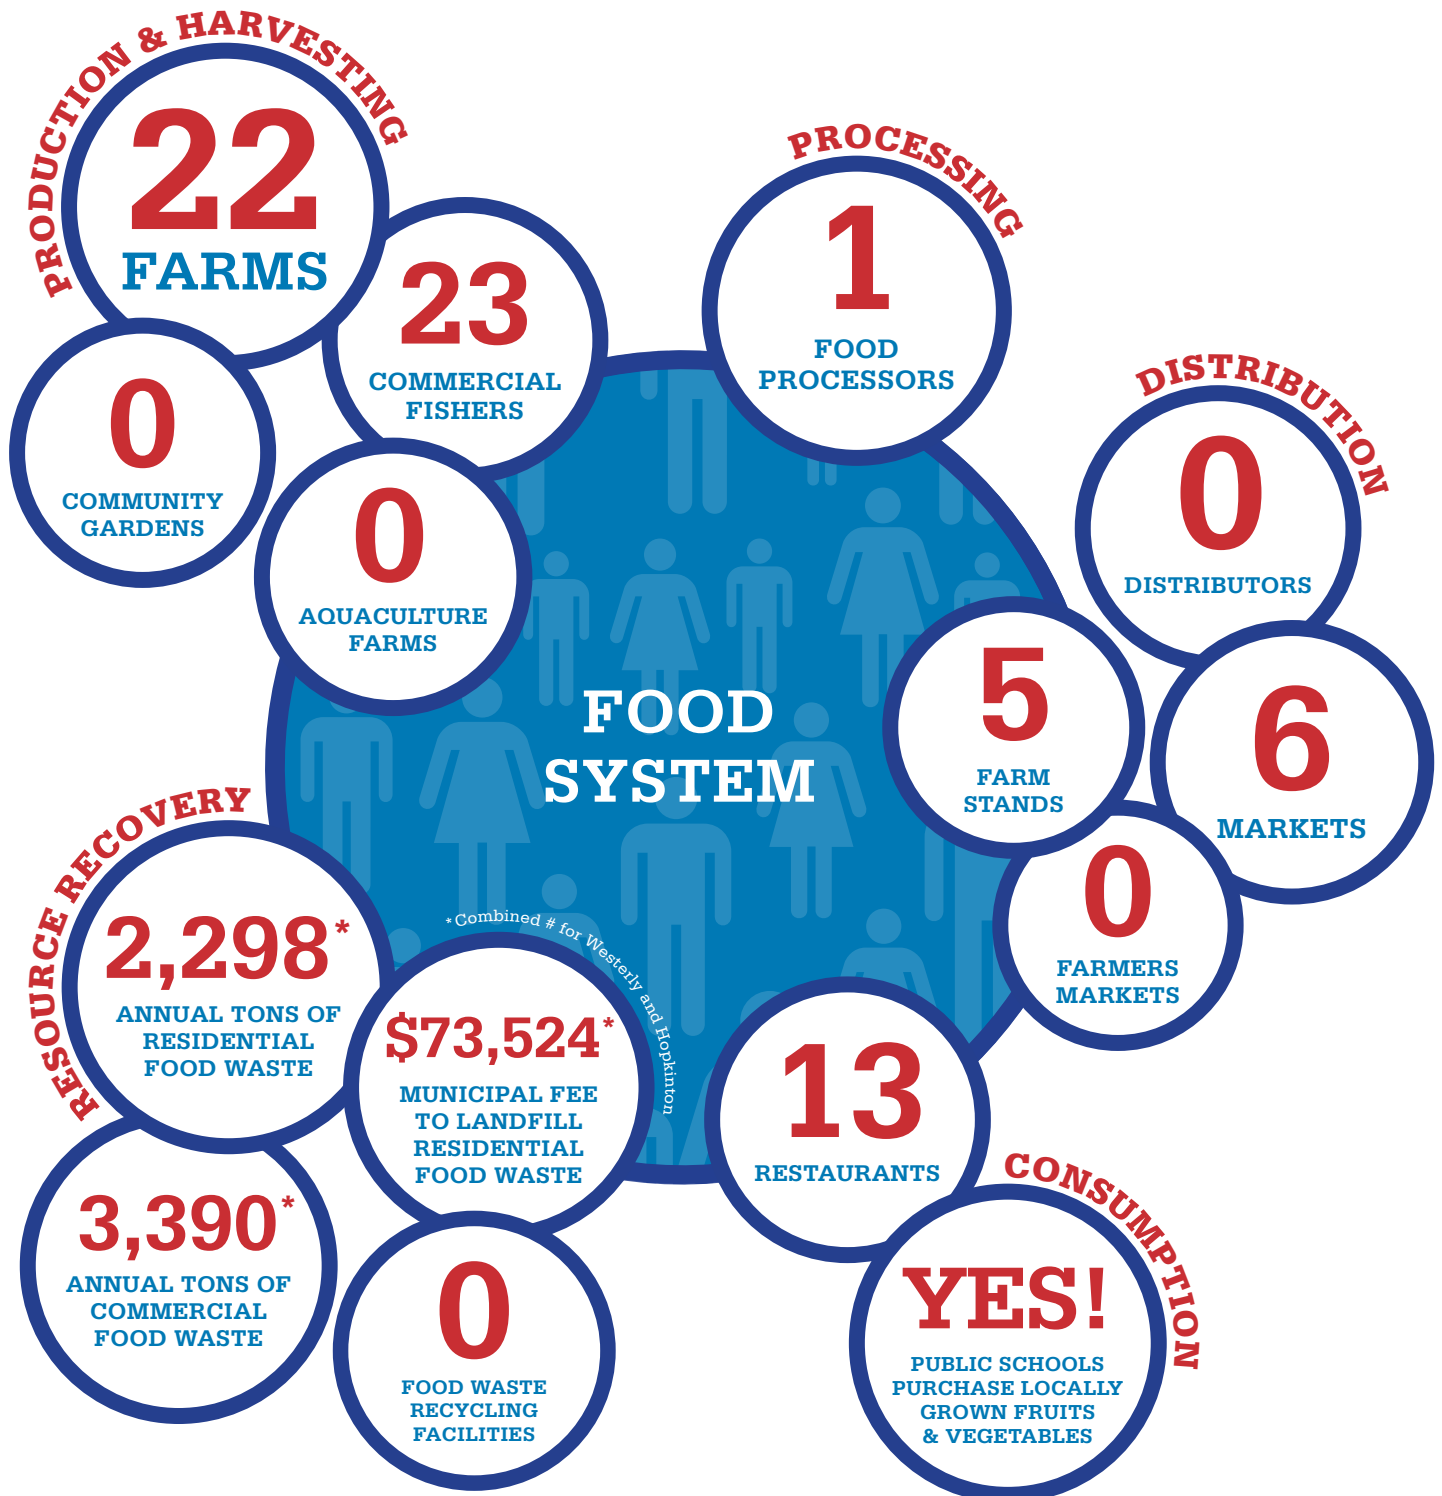 PRODUCTION & HARVESTING
22
FARMS
23
COMMERCIAL
FISHERS
0
COMMUNITY
GARDENS
0
AQUACULTURE
FARMS
PROCESSING
1
FOOD
PROCESSORS
DISTRIBUTION
0
DISTRIBUTORS
5
FARM
STANDS
6
MARKETS
0
FARMERS
MARKETS
FOOD
SYSTEM
RESOURCE RECOVERY
2,298*
ANNUAL TONS OF
RESIDENTIAL
FOOD WASTE
*Combined # for Westerly and Hopkinton
$73,524*
MUNICIPAL FEE
TO LANDFILL
RESIDENTIAL
FOOD WASTE
3,390*
ANNUAL TONS OF
COMMERCIAL
FOOD WASTE
0
FOOD WASTE
RECYCLING
FACILITIES
13
RESTAURANTS
CONSUMPTION
YES!
PUBLIC SCHOOLS
PURCHASE LOCALLY
GROWN FRUITS
& VEGETABLES